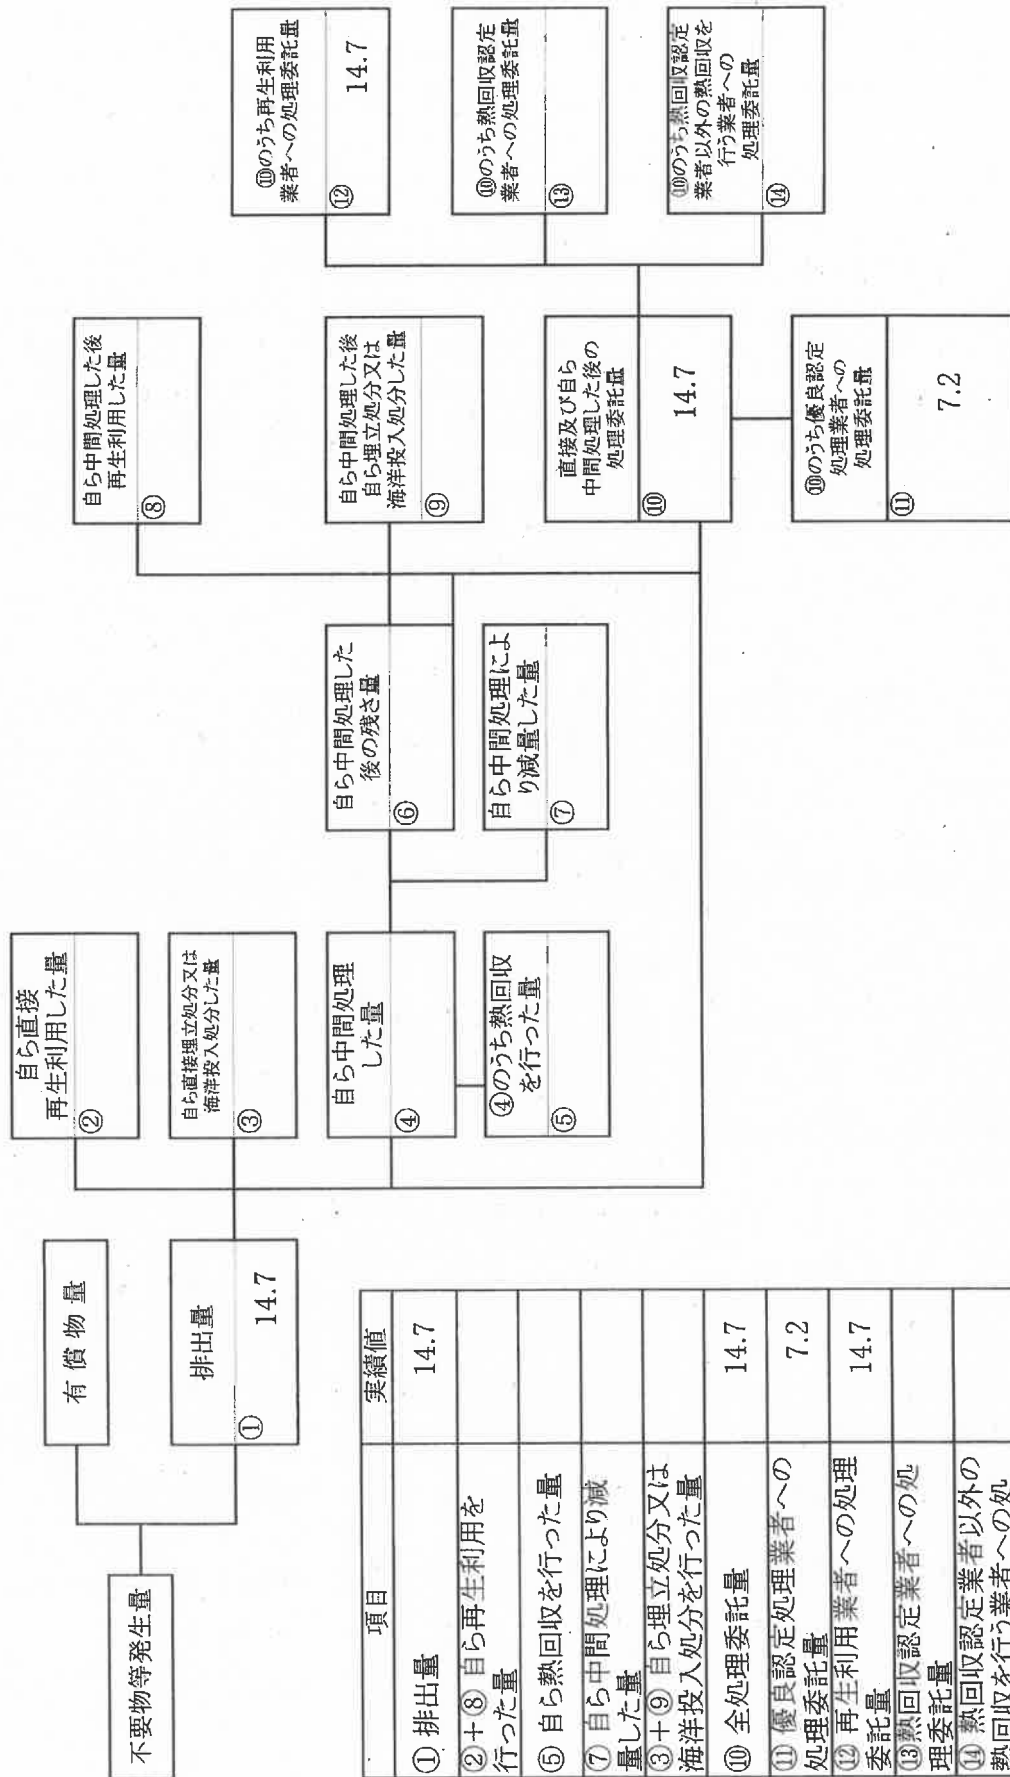 不要物等発生量
有償物量
排出量
①
14.7
自ら直接
再生利用した量
②
自ら直接埋立処分又は
海洋投入処分した量
③
自ら中間処理
した量
④
④のうち熱回収
を行った量
⑤
自ら中間処理した
後の残さ量
⑥
自ら中間処理によ
り減量した量
⑦
自ら中間処理した後
再生利用した量
⑧
自ら中間処理した後
自ら埋立処分又は
海洋投入処分した量
⑨
直接及び自ら
中間処理した後の
処理委託量
⑩
14.7
⑩のうち優良認定
処理業者への
処理委託量
⑪
7.2
⑩のうち再生利用
業者への処理委託量
⑫
14.7
⑩のうち熱回収認定
業者への処理委託量
⑬
⑩のうち熱回収認定
業者以外の熱回収を
行う業者への
処理委託量
⑭
項目 実績値
①排出量 14.7
②+⑧ 自ら再生利用を
行った量
⑤ 自ら熱回収を行った量
⑦ 自ら中間処理により減
量した量
③+⑨ 自ら埋立処分又は
海洋投入処分を行った量
⑩ 全処理委託量 14.7
⑪ 優良認定処理業者への
処理委託量 7.2
⑫ 再生利用業者への処理
委託量 14.7
⑬熱回収認定業者への処
理委託量
⑭ 熱回収認定業者以外の
熱回収を行う業者への処